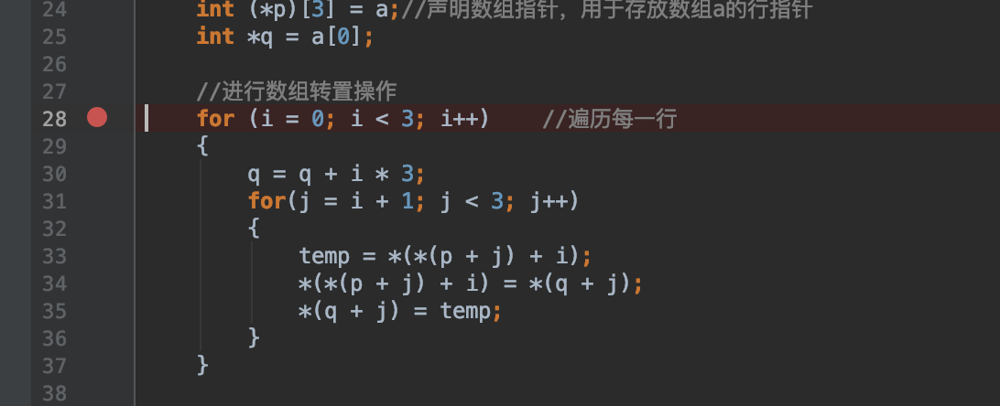 24 int (*p)[3] = a;//声明数组指针，用于存放数组a的行指针
25 int *q = a[0];
26
27 //进行数组转置操作
28 for (i = 0; i < 3; i++)    //遍历每一行
29 {
30     q = q + i * 3;
31     for(j = i + 1; j < 3; j++)
32     {
33         temp = *(*(p + j) + i);
34         *(*(p + j) + i) = *(q + j);
35         *(q + j) = temp;
36     }
37 }
38